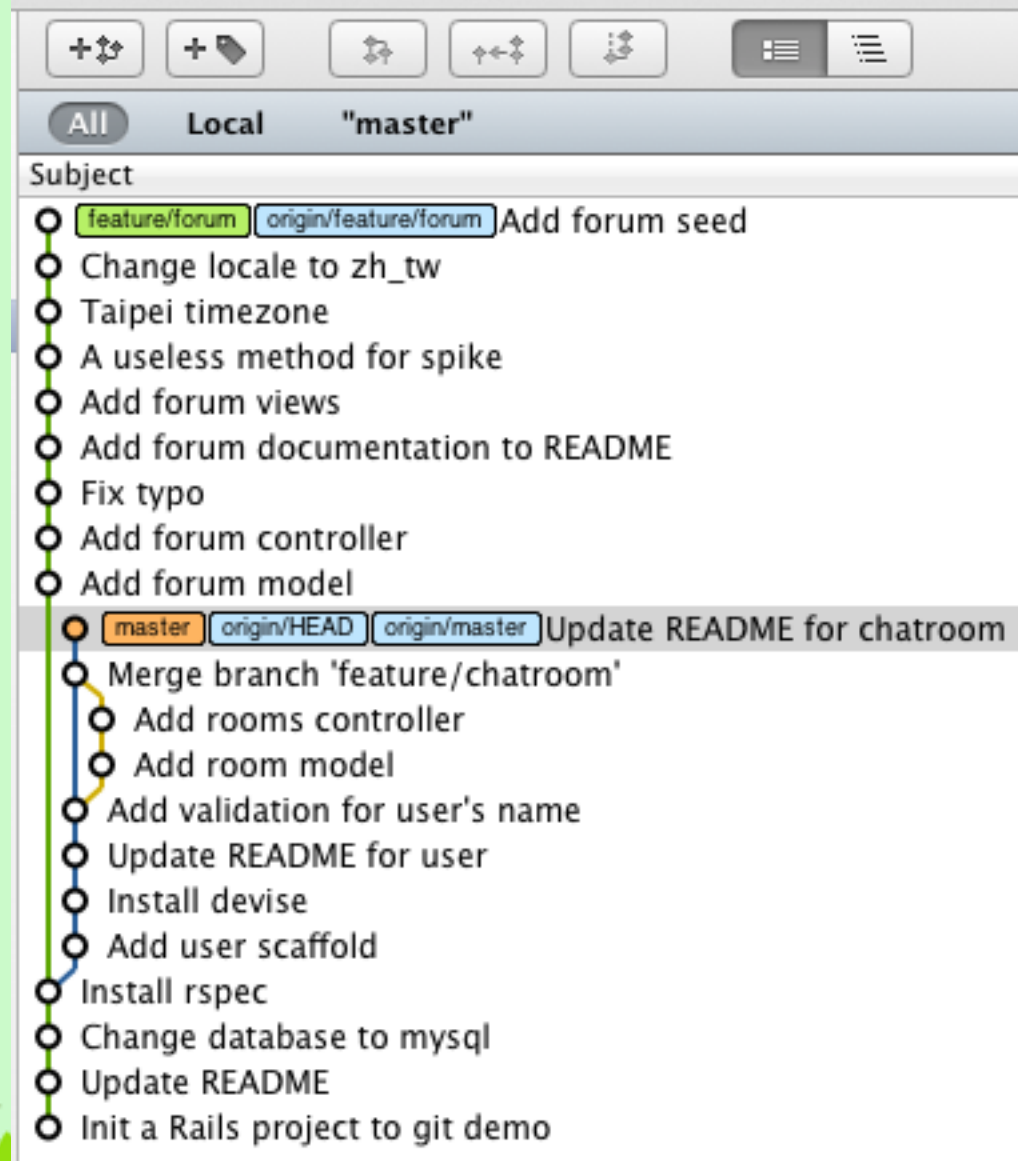 All Local "master"
Subject
feature/forum origin/feature/forum Add forum seed
Change locale to zh_tw
Taipei timezone
A useless method for spike
Add forum views
Add forum documentation to README
Fix typo
Add forum controller
Add forum model
master origin/HEAD origin/master Update README for chatroom
Merge branch 'feature/chatroom'
Add rooms controller
Add room model
Add validation for user's name
Update README for user
Install devise
Add user scaffold
Install rspec
Change database to mysql
Update README
Init a Rails project to git demo